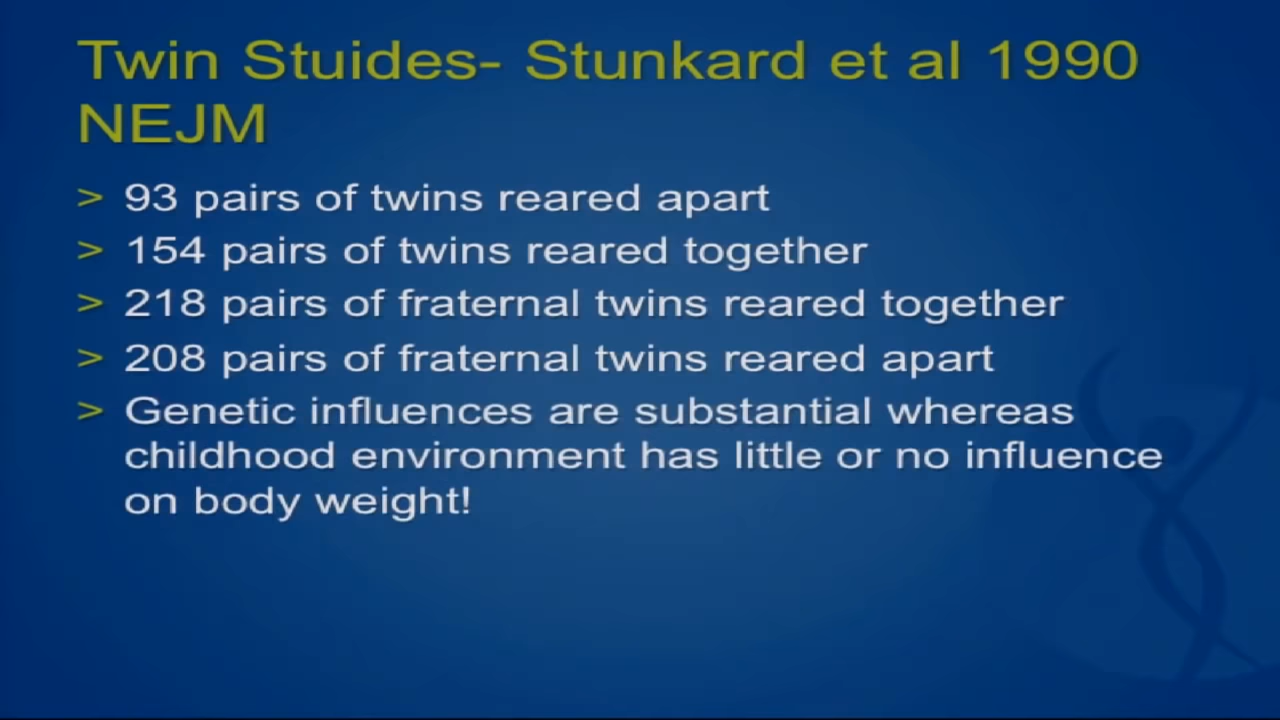 Twin Stuides- Stunkard et al 1990
NEJM
> 93 pairs of twins reared apart
> 154 pairs of twins reared together
> 218 pairs of fraternal twins reared together
> 208 pairs of fraternal twins reared apart
> Genetic influences are substantial whereas
childhood environment has little or no influence
on body weight!